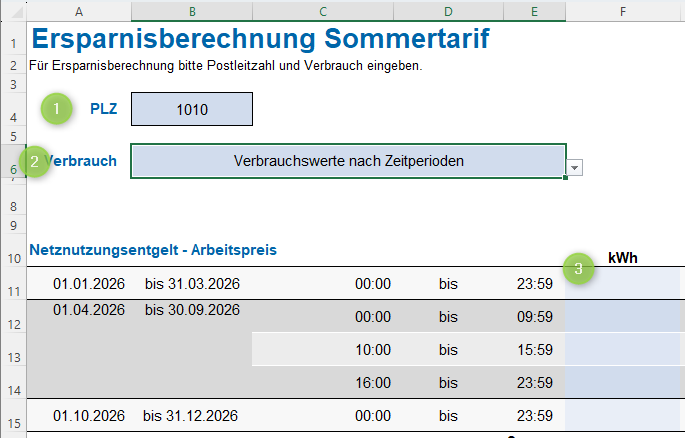 A B C D E F
1 Ersparnisberechnung Sommertarif
2 Für Ersparnisberechnung bitte Postleitzahl und Verbrauch eingeben.
3
4 1 PLZ 1010
5
6 2 Verbrauch Verbrauchswerte nach Zeitperioden
7
8
9
10 Netznutzungsentgelt - Arbeitspreis kWh
3
11 01.01.2026 bis 31.03.2026 00:00 bis 23:59
12 01.04.2026 bis 30.09.2026 00:00 bis 09:59
13 10:00 bis 15:59
14 16:00 bis 23:59
15 01.10.2026 bis 31.12.2026 00:00 bis 23:59